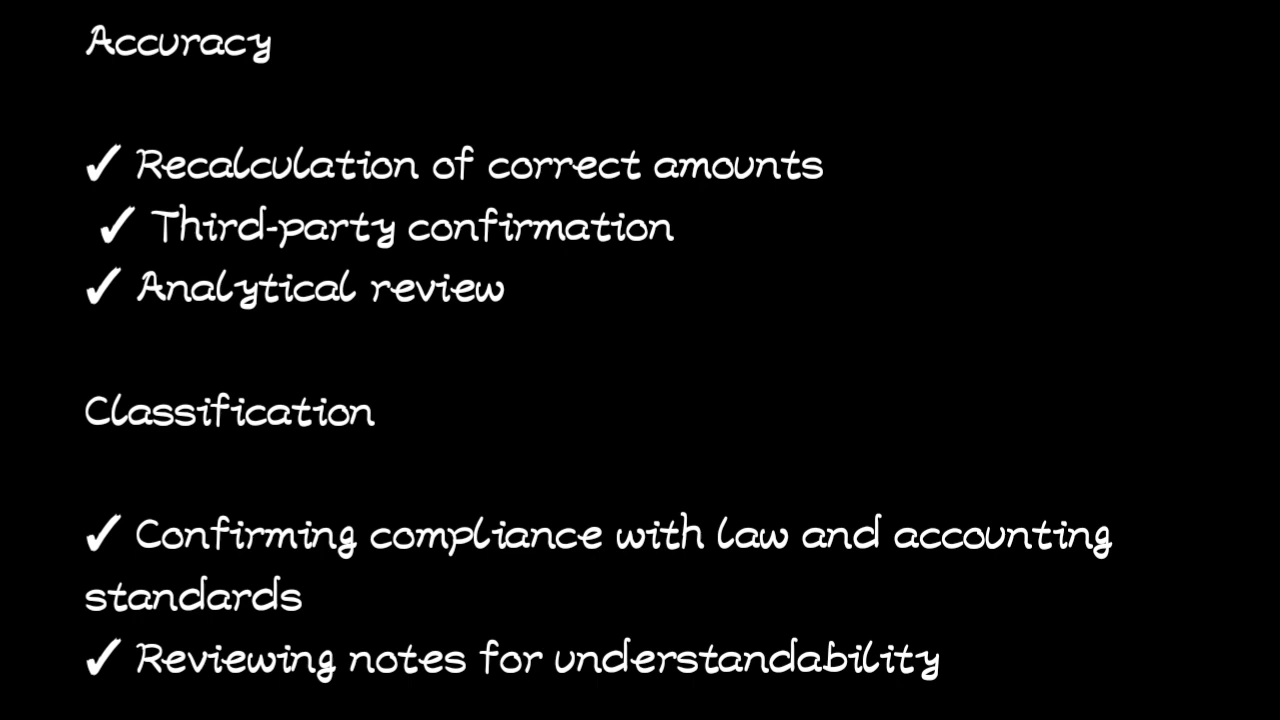 Accuracy
✓ Recalculation of correct amounts
✓ Third-party confirmation
✓ Analytical review
Classification
✓ Confirming compliance with law and accounting
standards
✓ Reviewing notes for understandability